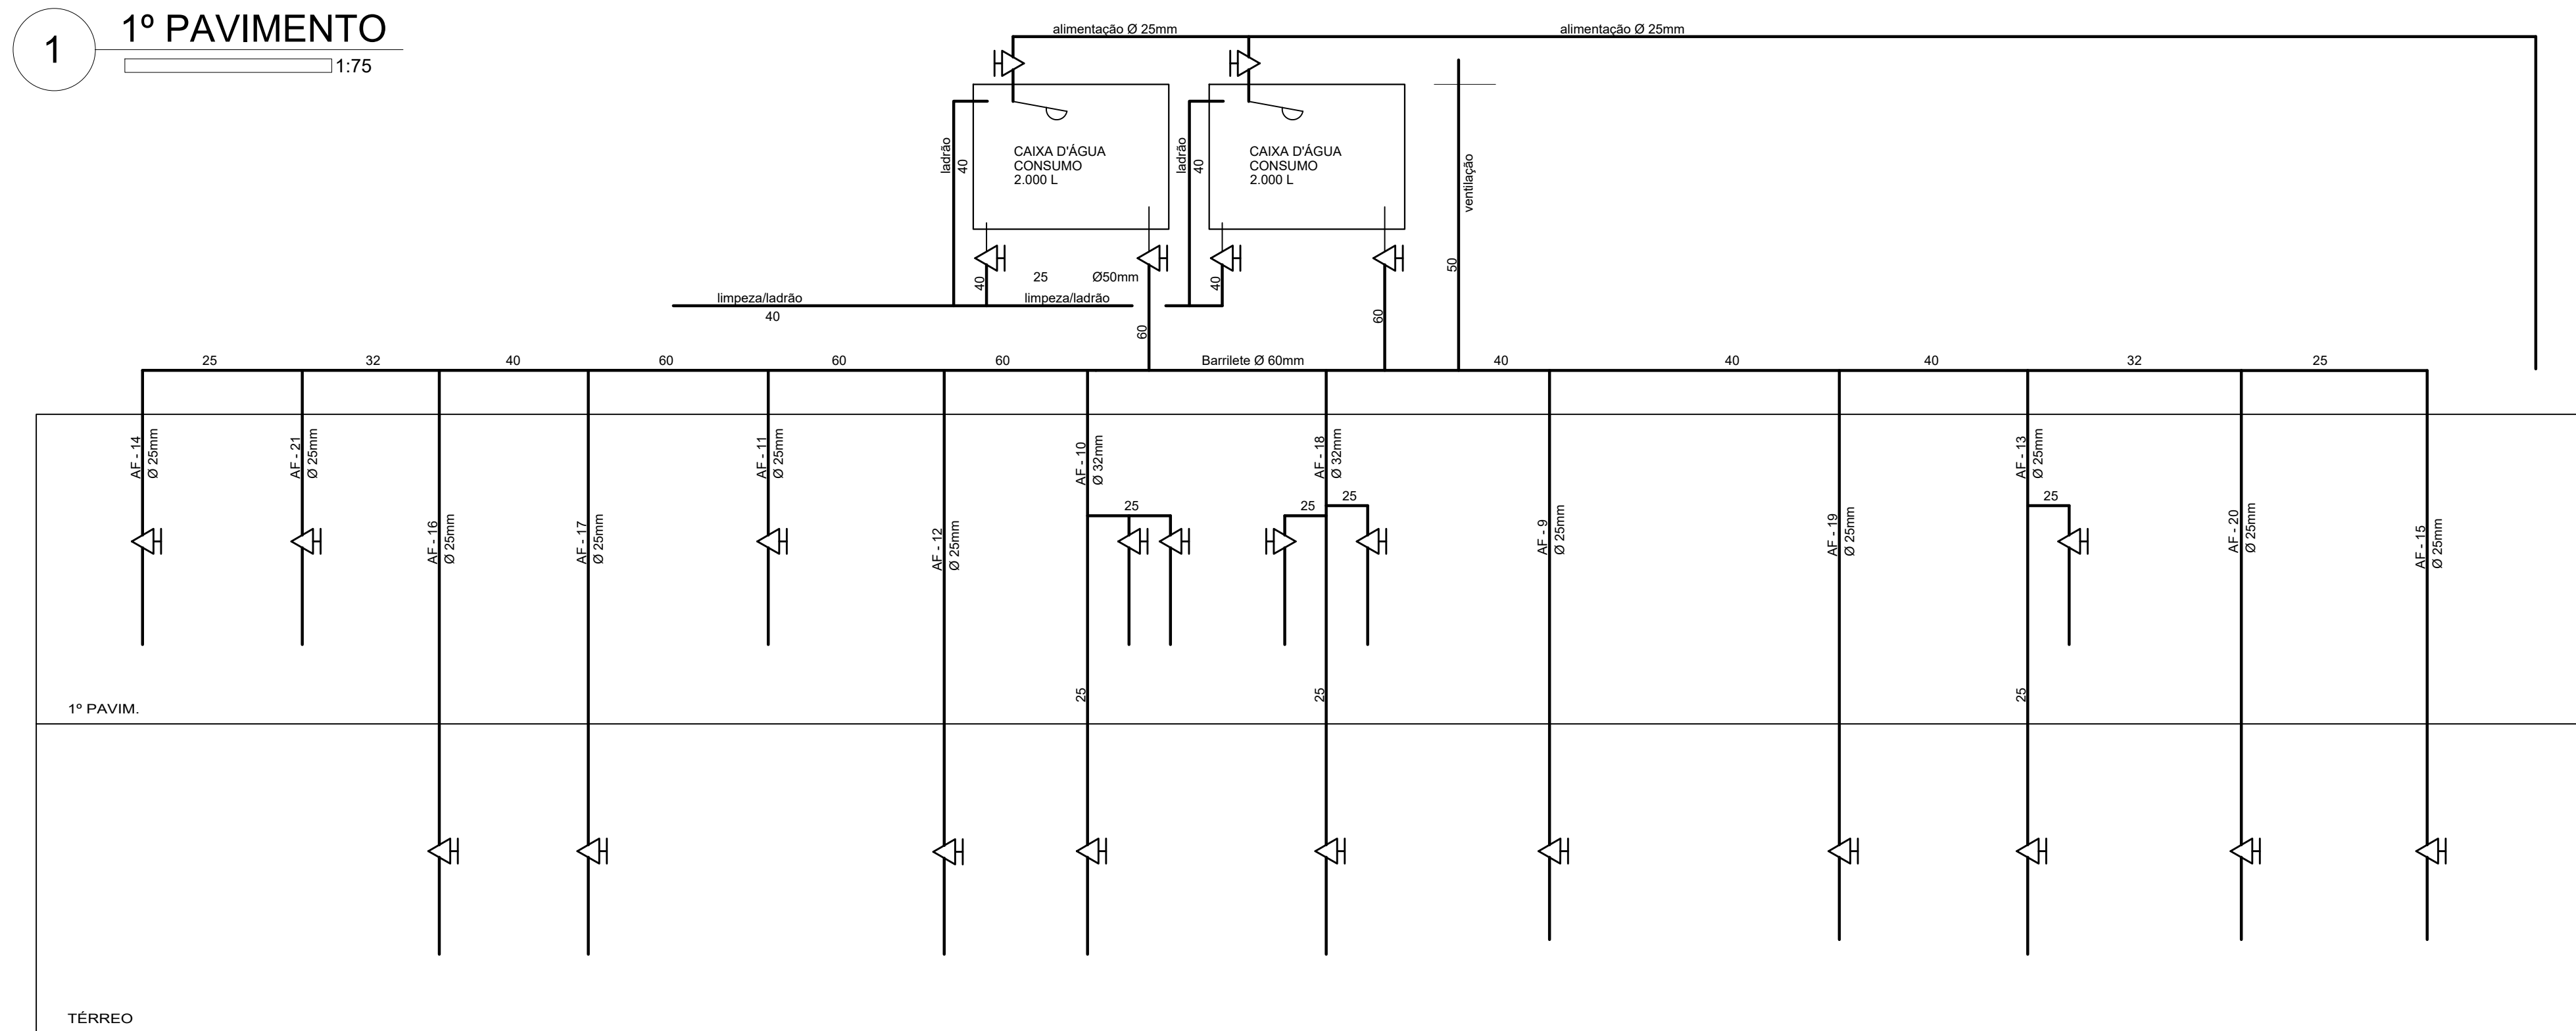 1
1º PAVIMENTO
1:75
alimentação Ø 25mm
alimentação Ø 25mm
ladrão
40
CAIXA D'ÁGUA
CONSUMO
2.000 L
ladrão
40
CAIXA D'ÁGUA
CONSUMO
2.000 L
ventilação
50
40
25
Ø50mm
40
limpeza/ladrão
40
limpeza/ladrão
60
60
25
32
40
60
60
60
Barrilete Ø 60mm
40
40
40
32
25
AF - 14
Ø 25mm
AF - 21
Ø 25mm
AF - 16
Ø 25mm
AF - 17
Ø 25mm
AF - 11
Ø 25mm
AF - 12
Ø 25mm
AF - 10
Ø 32mm
25
AF - 18
Ø 32mm
25
25
AF - 9
Ø 25mm
AF - 19
Ø 25mm
AF - 13
Ø 25mm
25
AF - 20
Ø 25mm
AF - 15
Ø 25mm
25
25
25
1º PAVIM.
TÉRREO